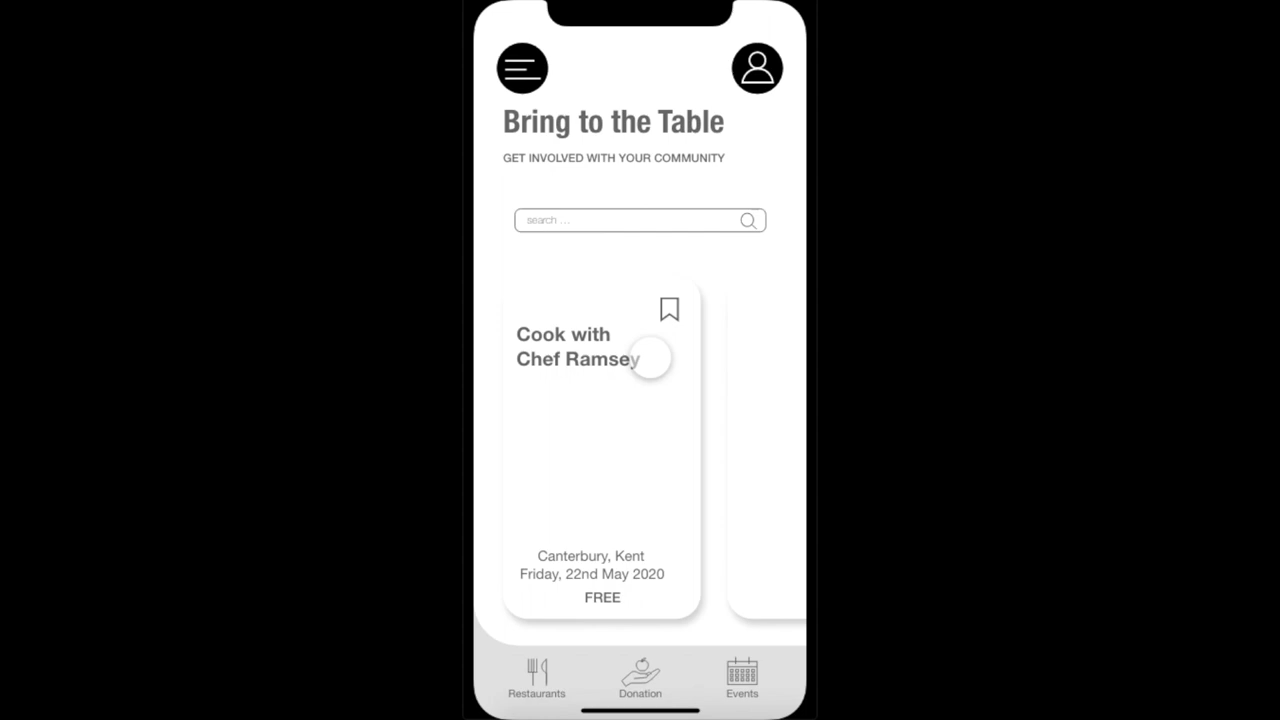 Bring to the Table
GET INVOLVED WITH YOUR COMMUNITY
search ...
Cook with
Chef Ramsey
Canterbury, Kent
Friday, 22nd May 2020
FREE
Restaurants
Donation
Events